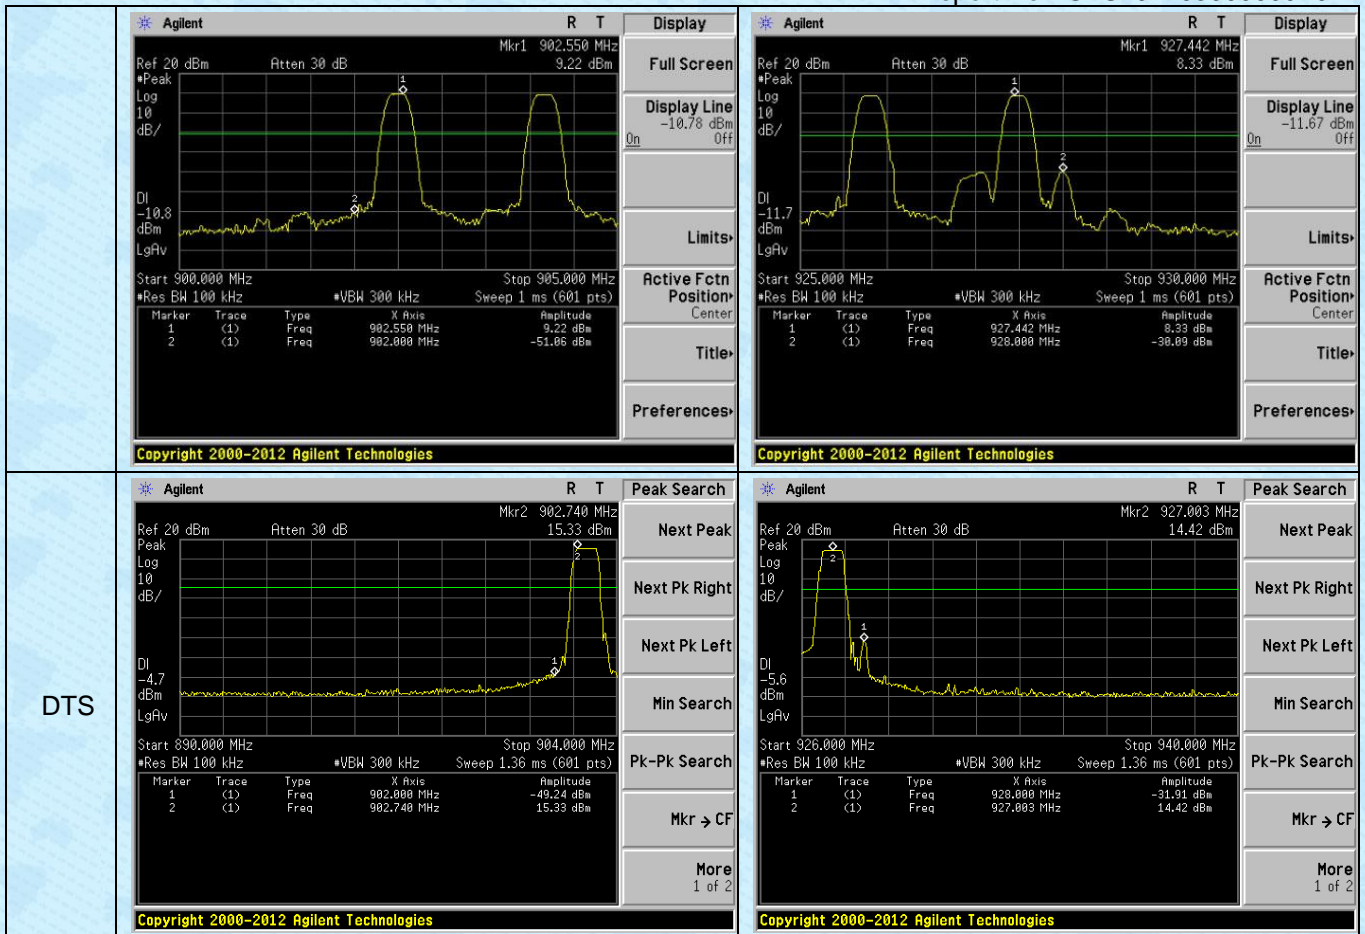 Agilent R T Display
Mkr1 902.550 MHz
Ref 20 dBm Atten 30 dB 9.22 dBm
#Peak
Log
10
dB/
DI
-10.8
dBm
LgAv
1
2
Start 900.000 MHz Stop 905.000 MHz
#Res BW 100 kHz #VBW 300 kHz Sweep 1 ms (601 pts)
Marker Trace Type X Axis Amplitude
1 (1) Freq 902.550 MHz 9.22 dBm
2 (1) Freq 902.000 MHz -51.06 dBm
Full Screen
Display Line
-10.78 dBm
On Off
Limits
Active Fctn
Position
Center
Title
Preferences
Copyright 2000-2012 Agilent Technologies
Agilent R T Display
Mkr1 927.442 MHz
Ref 20 dBm Atten 30 dB 8.33 dBm
#Peak
Log
10
dB/
DI
-11.7
dBm
LgAv
1
2
Start 925.000 MHz Stop 930.000 MHz
#Res BW 100 kHz #VBW 300 kHz Sweep 1 ms (601 pts)
Marker Trace Type X Axis Amplitude
1 (1) Freq 927.442 MHz 8.33 dBm
2 (1) Freq 928.000 MHz -30.09 dBm
Full Screen
Display Line
-11.67 dBm
On Off
Limits
Active Fctn
Position
Center
Title
Preferences
Copyright 2000-2012 Agilent Technologies
DTS
Agilent R T Peak Search
Mkr2 902.740 MHz
Ref 20 dBm Atten 30 dB 15.33 dBm
Peak
Log
10
dB/
DI
-4.7
dBm
LgAv
2
1
Start 890.000 MHz Stop 904.000 MHz
#Res BW 100 kHz #VBW 300 kHz Sweep 1.36 ms (601 pts)
Marker Trace Type X Axis Amplitude
1 (1) Freq 902.000 MHz -49.24 dBm
2 (1) Freq 902.740 MHz 15.33 dBm
Next Peak
Next Pk Right
Next Pk Left
Min Search
Pk-Pk Search
Mkr → CF
More
1 of 2
Copyright 2000-2012 Agilent Technologies
Agilent R T Peak Search
Mkr2 927.003 MHz
Ref 20 dBm Atten 30 dB 14.42 dBm
Peak
Log
10
dB/
DI
-5.6
dBm
LgAv
2
1
Start 926.000 MHz Stop 940.000 MHz
#Res BW 100 kHz #VBW 300 kHz Sweep 1.36 ms (601 pts)
Marker Trace Type X Axis Amplitude
1 (1) Freq 928.000 MHz -31.91 dBm
2 (1) Freq 927.003 MHz 14.42 dBm
Next Peak
Next Pk Right
Next Pk Left
Min Search
Pk-Pk Search
Mkr → CF
More
1 of 2
Copyright 2000-2012 Agilent Technologies